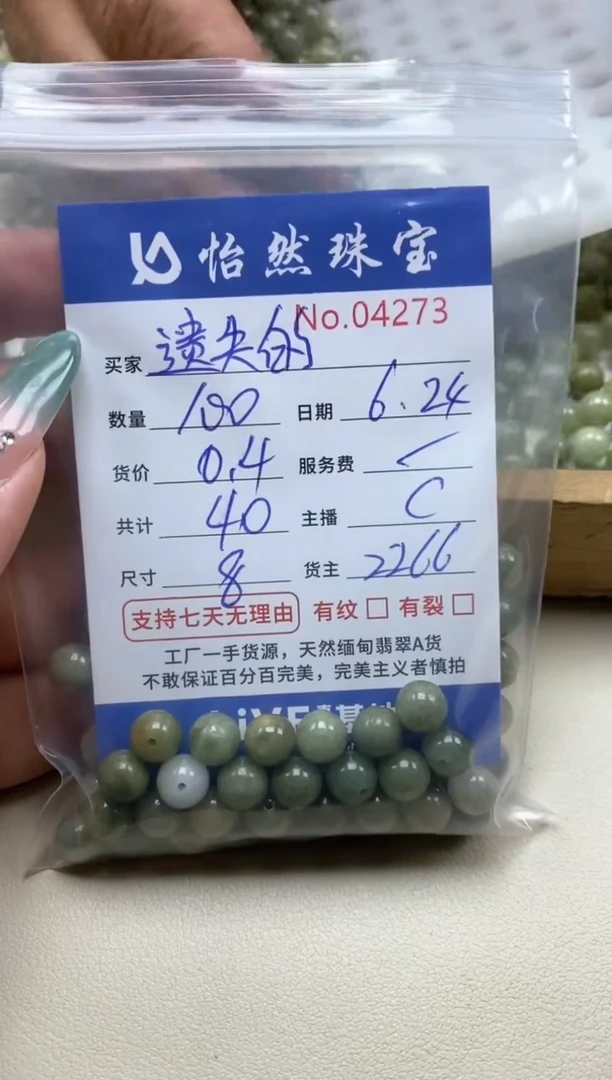 怡然珠宝
No.04273
买家 遗失的
数量 100 日期 6.24
货价 0.4 服务费
共计 40 主播 C
尺寸 8 货主 2266
支持七天无理由 有纹 □ 有裂 □
工厂一手货源，天然缅甸翡翠A货
不敢保证百分百完美，完美主义者慎拍